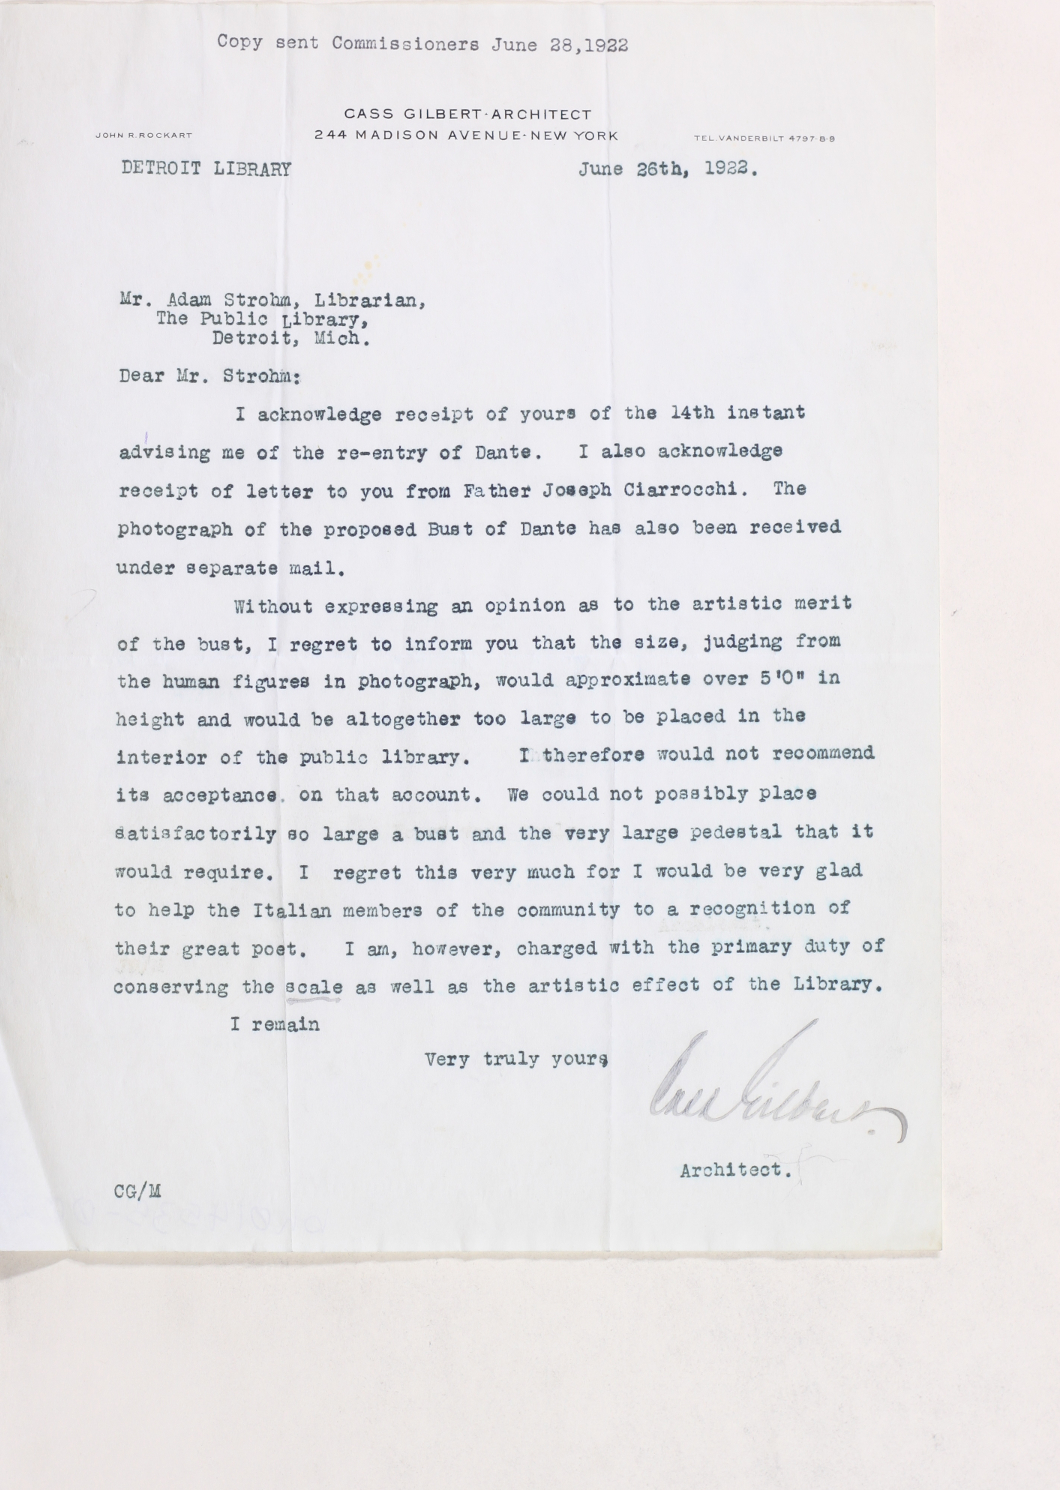 Copy sent Commissioners June 28,1922
CASS GILBERT·ARCHITECT
JOHN R. ROCKART 244 MADISON AVENUE·NEW YORK TEL. VANDERBILT 4797-8-9
DETROIT LIBRARY June 26th, 1922.
Mr. Adam Strohm, Librarian,
The Public Library,
Detroit, Mich.
Dear Mr. Strohm:
I acknowledge receipt of yours of the 14th instant
advising me of the re-entry of Dante. I also acknowledge
receipt of letter to you from Father Joseph Ciarrocchi. The
photograph of the proposed Bust of Dante has also been received
under separate mail.
Without expressing an opinion as to the artistic merit
of the bust, I regret to inform you that the size, judging from
the human figures in photograph, would approximate over 5'0" in
height and would be altogether too large to be placed in the
interior of the public library. I therefore would not recommend
its acceptance. on that account. We could not possibly place
satisfactorily so large a bust and the very large pedestal that it
would require. I regret this very much for I would be very glad
to help the Italian members of the community to a recognition of
their great poet. I am, however, charged with the primary duty of
conserving the scale as well as the artistic effect of the Library.
I remain
Very truly yours,
Cass Gilbert
Architect.
CG/M